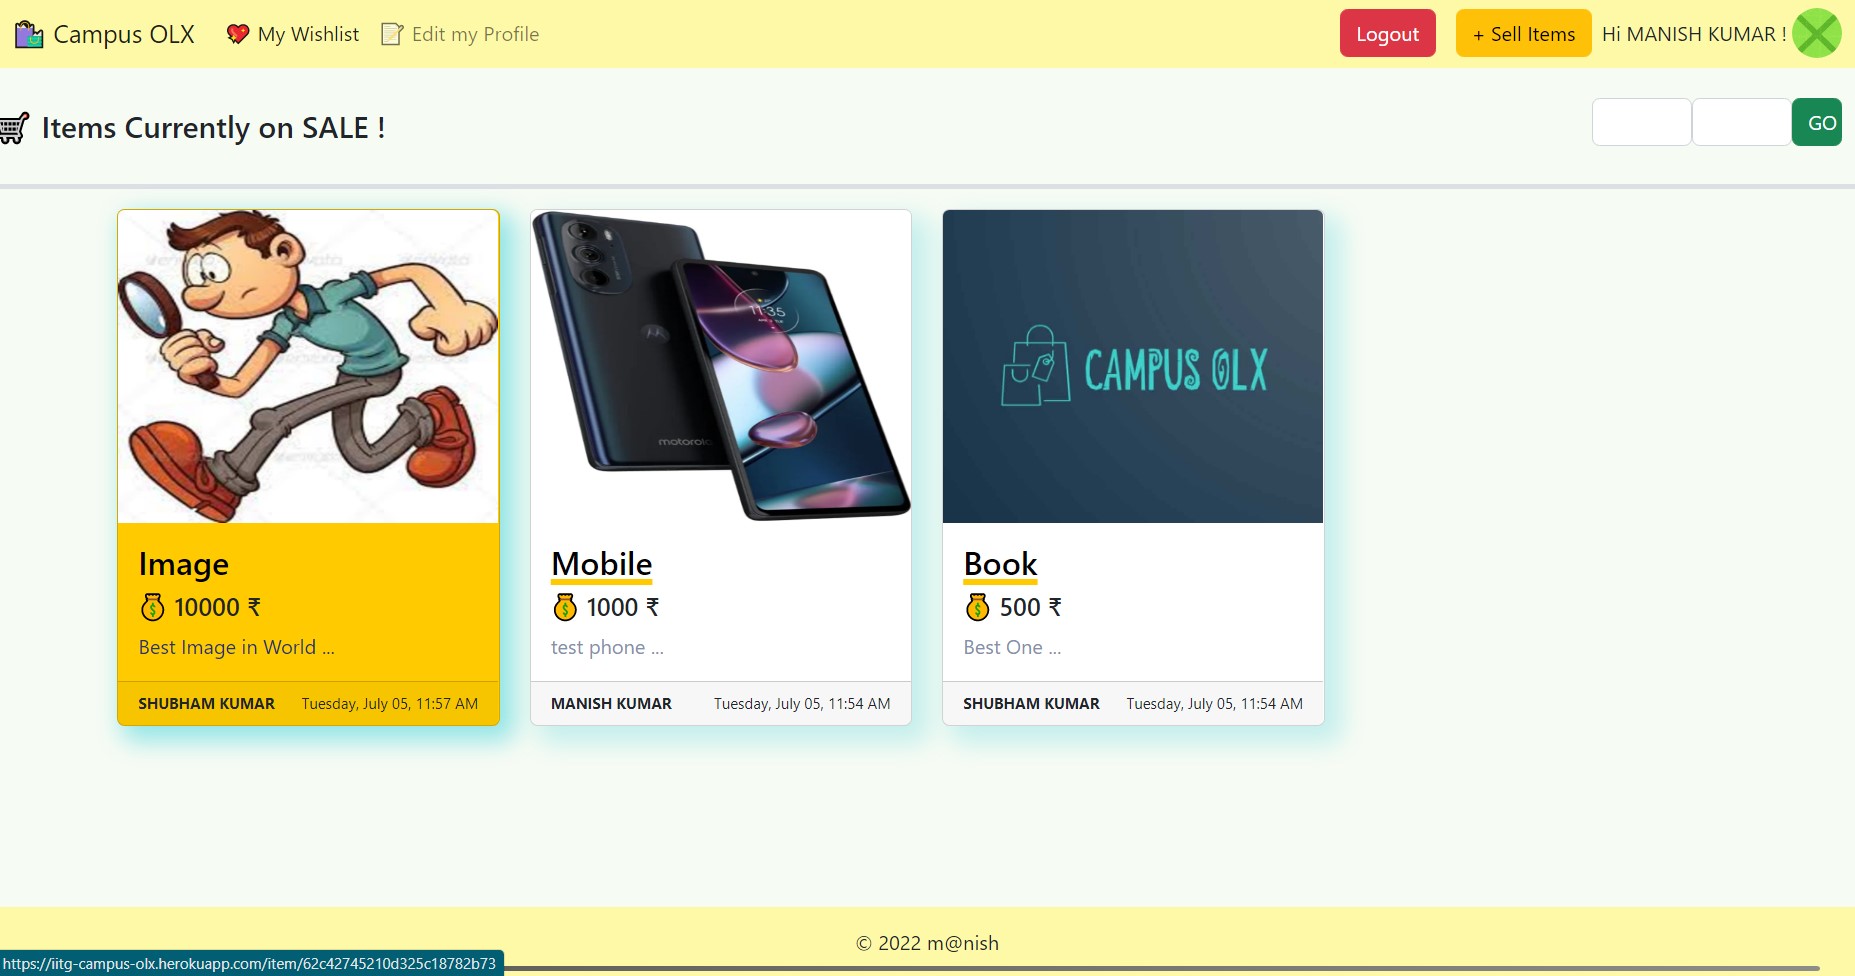 Campus OLX My Wishlist Edit my Profile Logout + Sell Items Hi MANISH KUMAR !
Items Currently on SALE ! GO
11:35
motorola
CAMPUS OLX
Image
10000 ₹
Best Image in World ...
SHUBHAM KUMAR Tuesday, July 05, 11:57 AM
Mobile
1000 ₹
test phone ...
MANISH KUMAR Tuesday, July 05, 11:54 AM
Book
500 ₹
Best One ...
SHUBHAM KUMAR Tuesday, July 05, 11:54 AM
© 2022 m@nish
https://iitg-campus-olx.herokuapp.com/item/62c42745210d325c18782b73